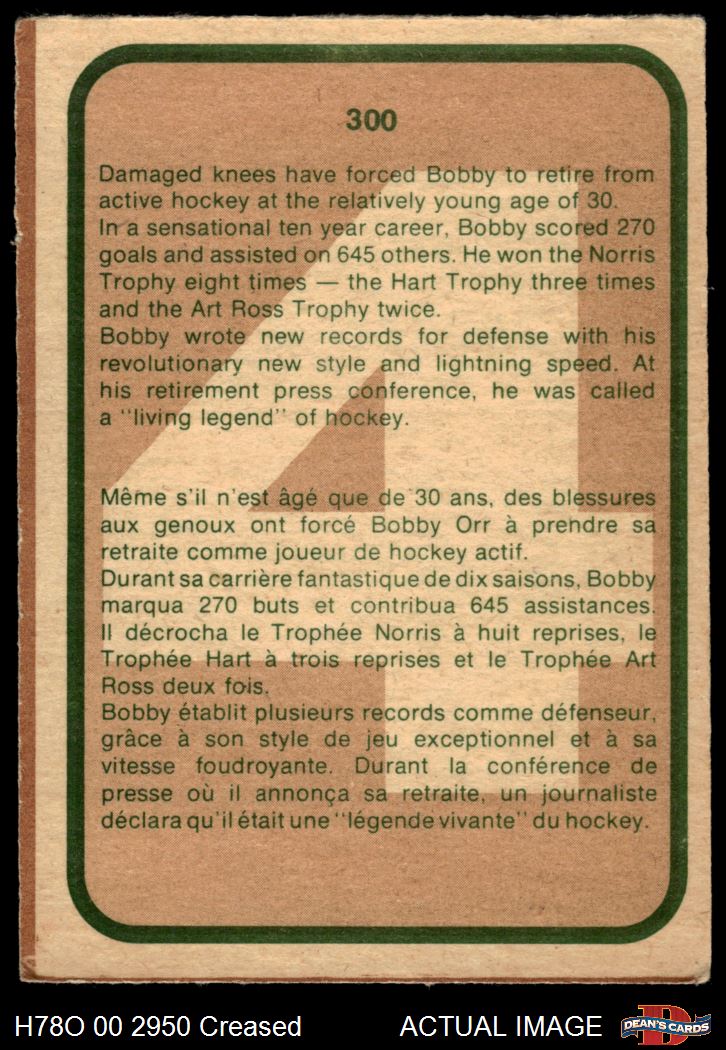 300
Damaged knees have forced Bobby to retire from
active hockey at the relatively young age of 30.
In a sensational ten year career, Bobby scored 270
goals and assisted on 645 others. He won the Norris
Trophy eight times — the Hart Trophy three times
and the Art Ross Trophy twice.
Bobby wrote new records for defense with his
revolutionary new style and lightning speed. At
his retirement press conference, he was called
a "living legend" of hockey.
Même s'il n'est âgé que de 30 ans, des blessures
aux genoux ont forcé Bobby Orr à prendre sa
retraite comme joueur de hockey actif.
Durant sa carrière fantastique de dix saisons, Bobby
marqua 270 buts et contribua 645 assistances.
Il décrocha le Trophée Norris à huit reprises, le
Trophée Hart à trois reprises et le Trophée Art
Ross deux fois.
Bobby établit plusieurs records comme défenseur,
grâce à son style de jeu exceptionnel et à sa
vitesse foudroyante. Durant la conférence de
presse où il annonça sa retraite, un journaliste
déclara qu'il était une "légende vivante" du hockey.
4
H78O 00 2950 Creased ACTUAL IMAGE
D
DEAN'S CARDS